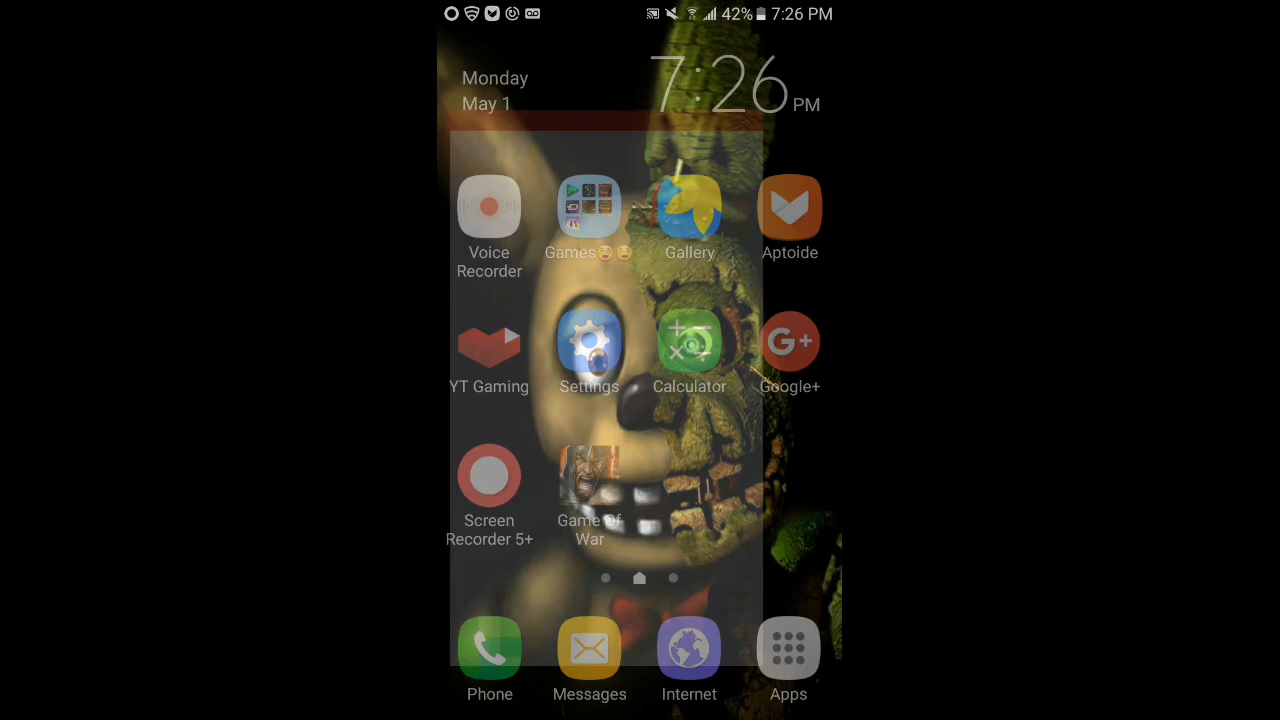 42% 7:26 PM
Monday
May 1
7:26 PM
Voice Recorder
Games😫😫
Gallery
Aptoide
YT Gaming
Settings
Calculator
G+
Google+
Screen Recorder 5+
Game Of War
Phone
Messages
Internet
Apps